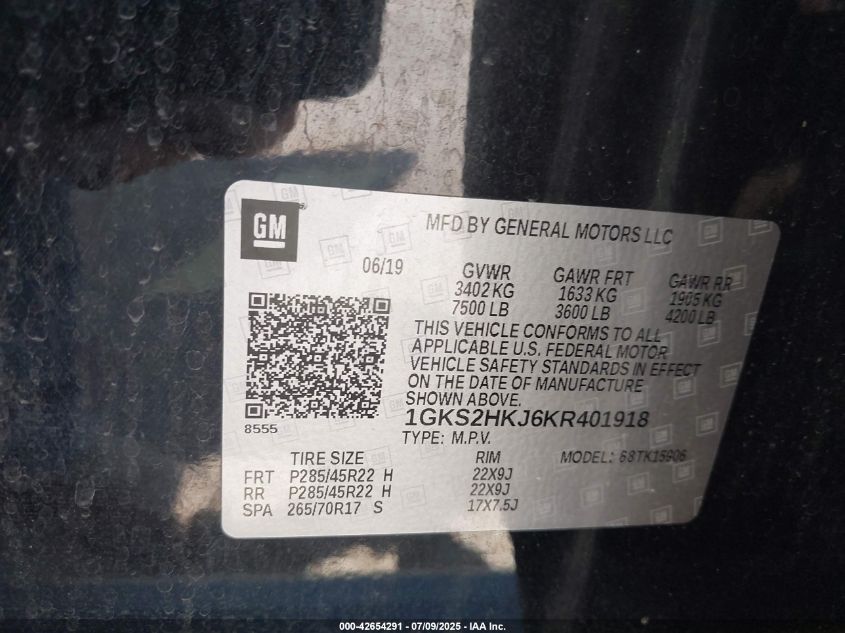 GM
MFD BY GENERAL MOTORS LLC
06/19
GVWR GAWR FRT GAWR RR
3402 KG 1633 KG 1905 KG
7500 LB 3600 LB 4200 LB
THIS VEHICLE CONFORMS TO ALL
APPLICABLE U.S. FEDERAL MOTOR
VEHICLE SAFETY STANDARDS IN EFFECT
ON THE DATE OF MANUFACTURE
SHOWN ABOVE.
8555
1GKS2HKJ6KR401918
TYPE: M.P.V.
TIRE SIZE RIM MODEL: 68TK15906
FRT P285/45R22 H 22X9J
RR P285/45R22 H 22X9J
SPA 265/70R17 S 17X7.5J
000-42654291 - 07/09/2025 - IAA Inc.